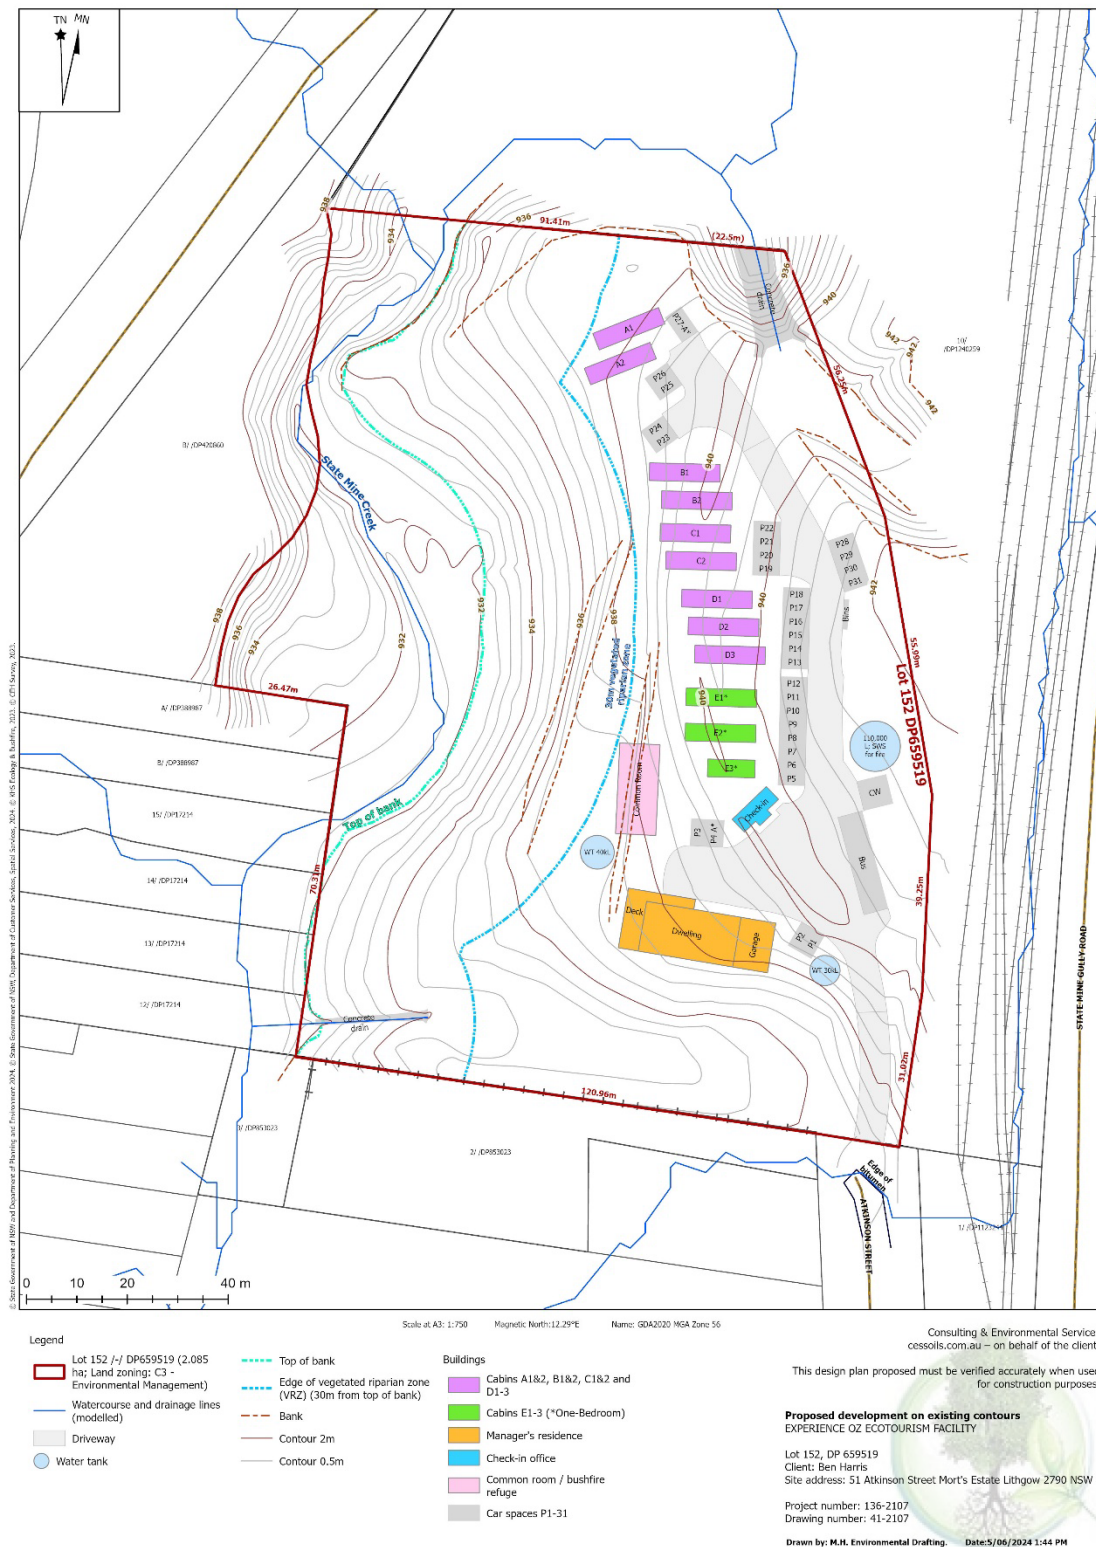 TN MN
938
934
936
91.41m
(22.5m)
936
940
Concrete
drain
942
942
942
10/
/DP1240259
56.25m
A1
A2
P27-A*
P26
P25
P24
P23
B/ /DP420860
State Mine Creek
940
B1
B2
C1
C2
P22
P21
P20
P19
P28
P29
P30
P31
942
Bins
D1
D2
D3
940
P18
P17
P16
P15
P14
P13
55.99m
Lot 152 DP659519
932
934
936
938
30m vegetated
riparian zone
938
936
934
932
26.47m
E1*
E2*
E3*
940
P12
P11
P10
P9
P8
P7
P6
P5
110,000
L: SWS
for fire
A/ /DP388987
B/ /DP388987
15/ /DP17214
14/ /DP17214
13/ /DP17214
12/ /DP17214
Top of bank
70.31m
Common Room
Check-in
CW
Bus
P3
P4 A*
WT 40kL
39.25m
Deck
Dwelling
Garage
P2
P1
WT 30kL
Concrete
drain
31.02m
120.96m
STATE MINE GULLY ROAD
3/ /DP853023
2/ /DP853023
Edge of
bitumen
ATKINSON STREET
0 10 20 40 m
Scale at A3: 1:750 Magnetic North:12.29°E Name: GDA2020 MGA Zone 56
Legend
Lot 152 /-/ DP659519 (2.085
ha; Land zoning: C3 -
Environmental Management)
Watercourse and drainage lines
(modelled)
Driveway
Water tank
Top of bank
Edge of vegetated riparian zone
(VRZ) (30m from top of bank)
Bank
Contour 2m
Contour 0.5m
Buildings
Cabins A1&2, B1&2, C1&2 and
D1-3
Cabins E1-3 (*One-Bedroom)
Manager's residence
Check-in office
Common room / bushfire
refuge
Car spaces P1-31
Consulting & Environmental Service
cessoils.com.au – on behalf of the client
This design plan proposed must be verified accurately when used
for construction purposes
Proposed development on existing contours
EXPERIENCE OZ ECOTOURISM FACILITY
Lot 152, DP 659519
Client: Ben Harris
Site address: 51 Atkinson Street Mort's Estate Lithgow 2790 NSW
Project number: 136-2107
Drawing number: 41-2107
Drawn by: M.H. Environmental Drafting. Date:5/06/2024 1:44 PM